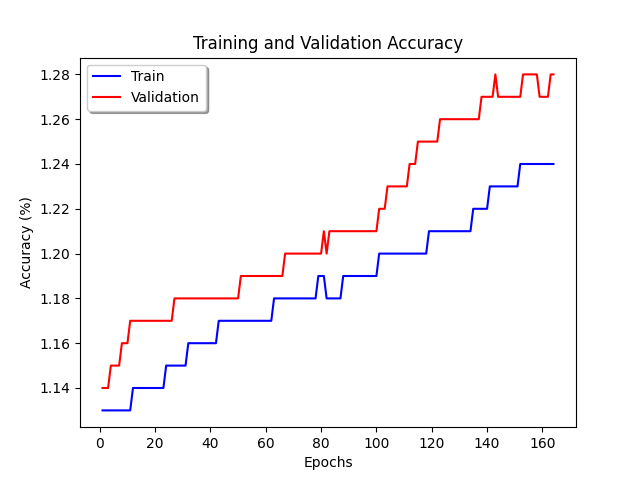 Training and Validation Accuracy
Train
Validation
Accuracy (%)
1.28
1.26
1.24
1.22
1.20
1.18
1.16
1.14
0 20 40 60 80 100 120 140 160
Epochs